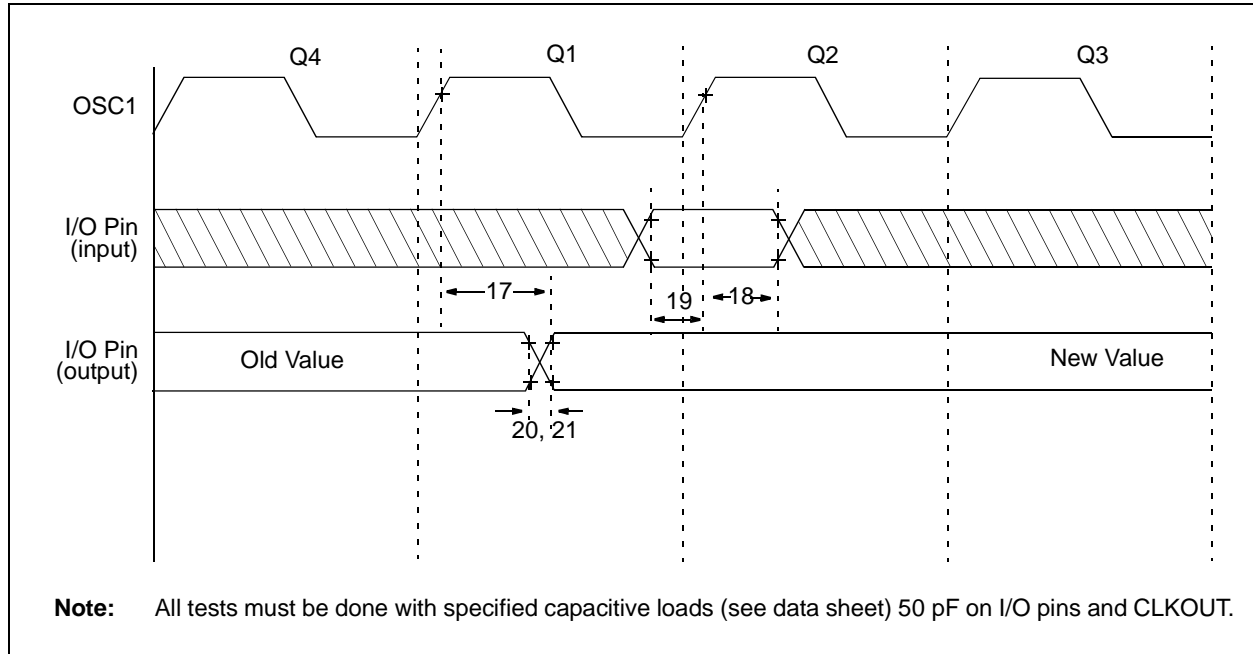 Q4 Q1 Q2 Q3
OSC1
I/O Pin
(input)
17 19 18
I/O Pin
(output)
Old Value New Value
20, 21
Note: All tests must be done with specified capacitive loads (see data sheet) 50 pF on I/O pins and CLKOUT.